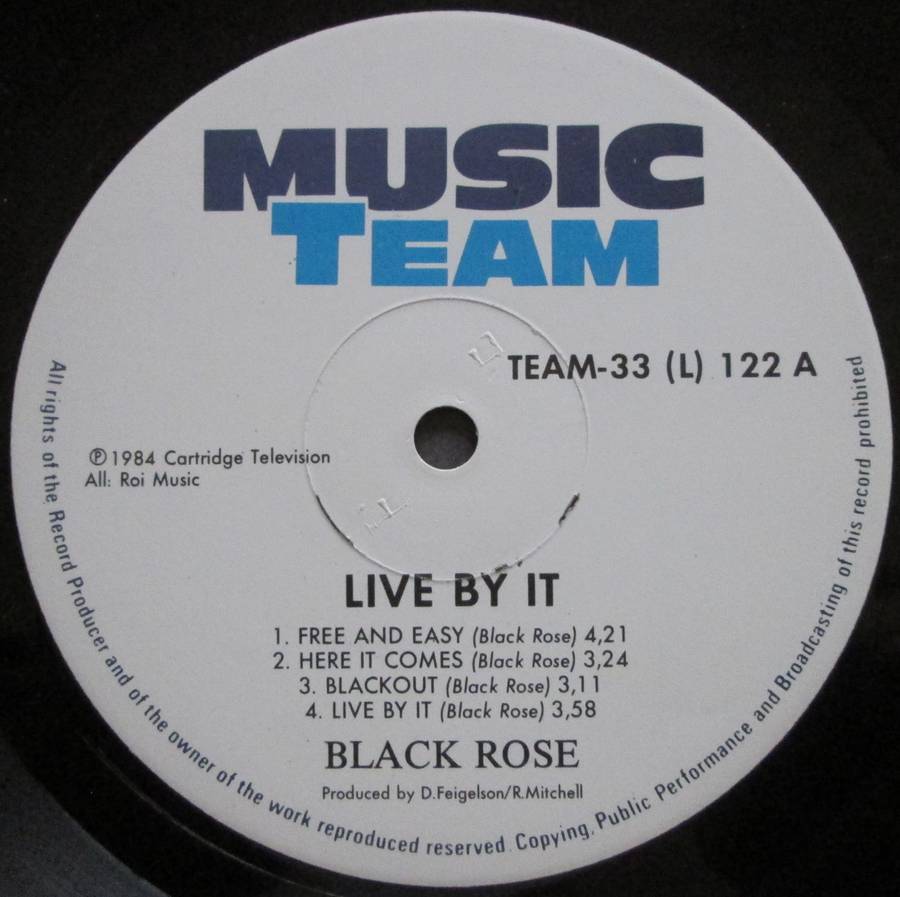 MUSIC
TEAM
TEAM-33 (L) 122 A
℗1984 Cartridge Television
All: Roi Music
LIVE BY IT
1. FREE AND EASY (Black Rose) 4,21
2. HERE IT COMES (Black Rose) 3,24
3. BLACKOUT (Black Rose) 3,11
4. LIVE BY IT (Black Rose) 3,58
BLACK ROSE
Produced by D.Feigelson/R.Mitchell
All rights of the Record Producer and of the owner of the work reproduced reserved. Copying, Public Performance and Broadcasting of this record prohibited